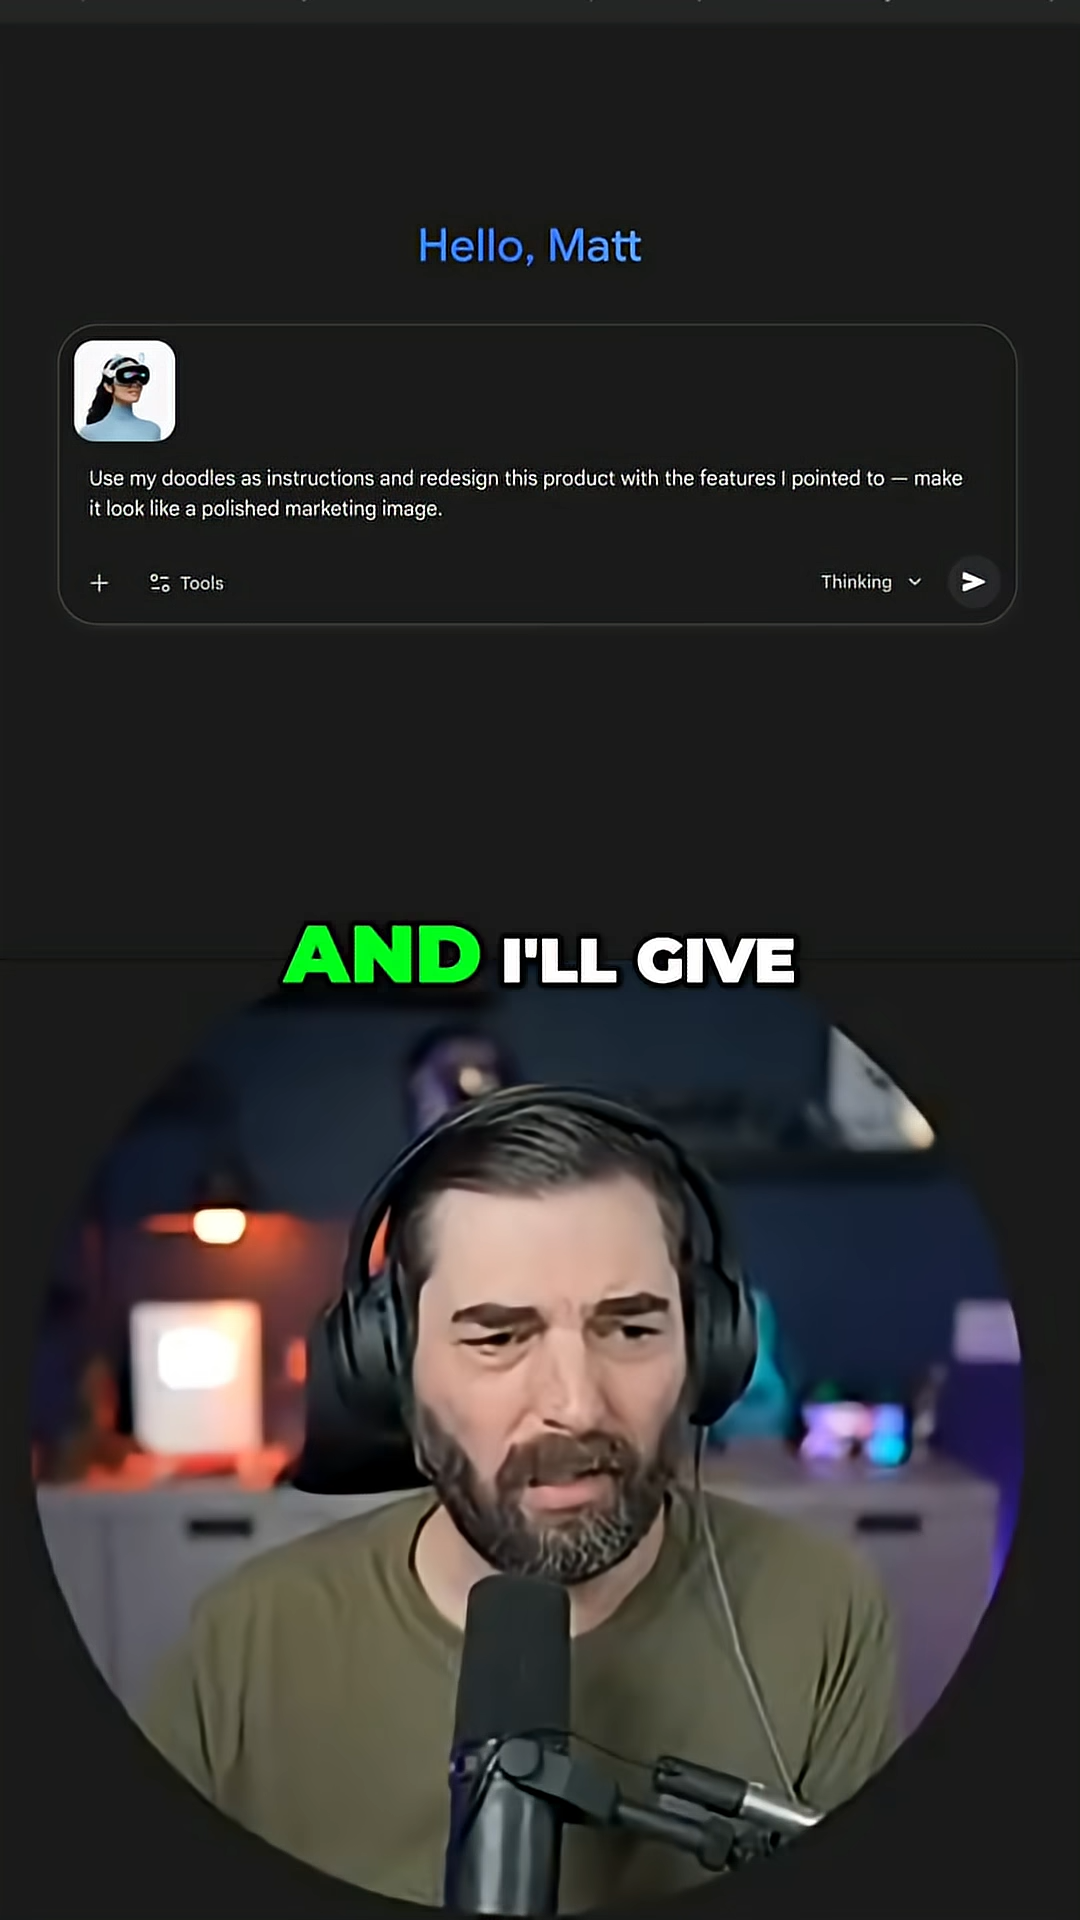 Hello, Matt
Use my doodles as instructions and redesign this product with the features I pointed to — make
it look like a polished marketing image.
Tools
Thinking
AND I'LL GIVE